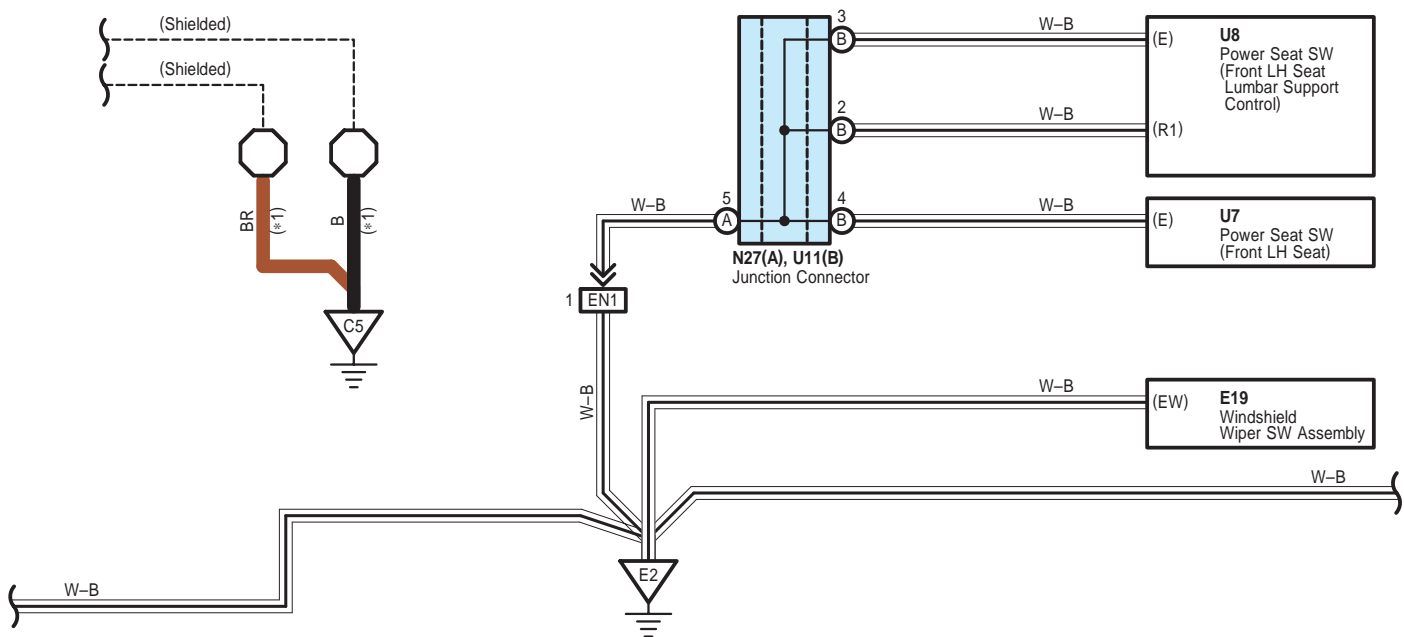 (Shielded)
(Shielded)
BR
(*1)
B
(*1)
C5
3
B
W–B
(E)
U8
Power Seat SW
(Front LH Seat
Lumbar Support
Control)
2
B
W–B
(R1)
W–B
5
A
4
B
W–B
(E)
U7
Power Seat SW
(Front LH Seat)
N27(A), U11(B)
Junction Connector
1
EN1
W–B
W–B
(EW)
E19
Windshield
Wiper SW Assembly
W–B
E2
W–B